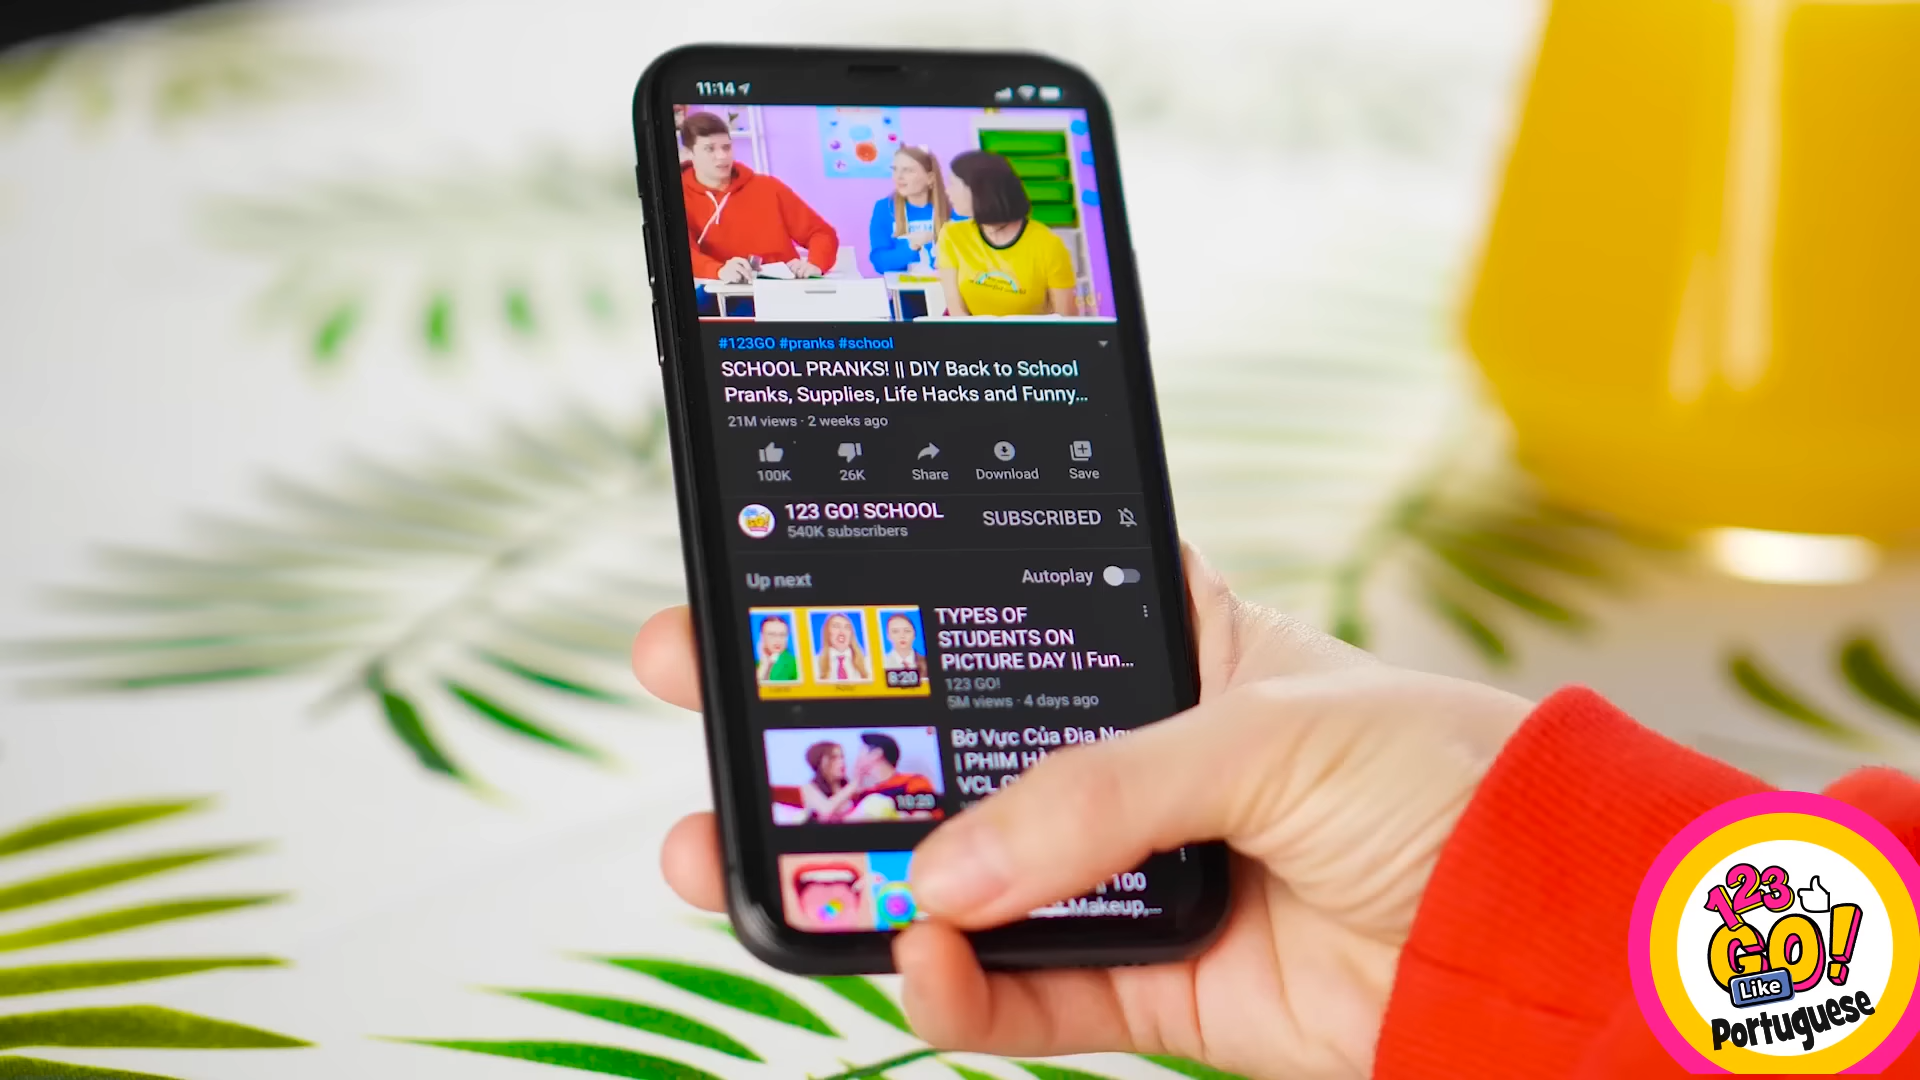 11:14
#123GO #pranks #school
SCHOOL PRANKS! || DIY Back to School
Pranks, Supplies, Life Hacks and Funny...
21M views · 2 weeks ago
100K
26K
Share
Download
Save
GO!
123 GO! SCHOOL
540K subscribers
SUBSCRIBED
Up next
Autoplay
TYPES OF
STUDENTS ON
PICTURE DAY || Fun...
123 GO!
5M views · 4 days ago
8:20
Bờ Vực Của Địa
| PHIM
VCL
10:20
100
Makeup,...
123
GO!
Like
Portuguese